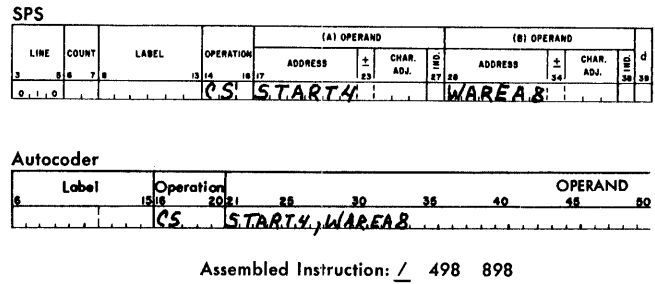 SPS
(A) OPERAND (B) OPERAND
LINE COUNT LABEL OPERATION ADDRESS ± CHAR. ADJ. IND. ADDRESS ± CHAR. ADJ. IND. d
3 5 6 7 8 13 14 16 17 23 27 28 34 38 39
0 1 0 CS START4 WAREA8
Autocoder
Label Operation OPERAND
6 15 16 20 21 25 30 35 40 45 50
CS START4,WAREA8
Assembled Instruction: / 498 898